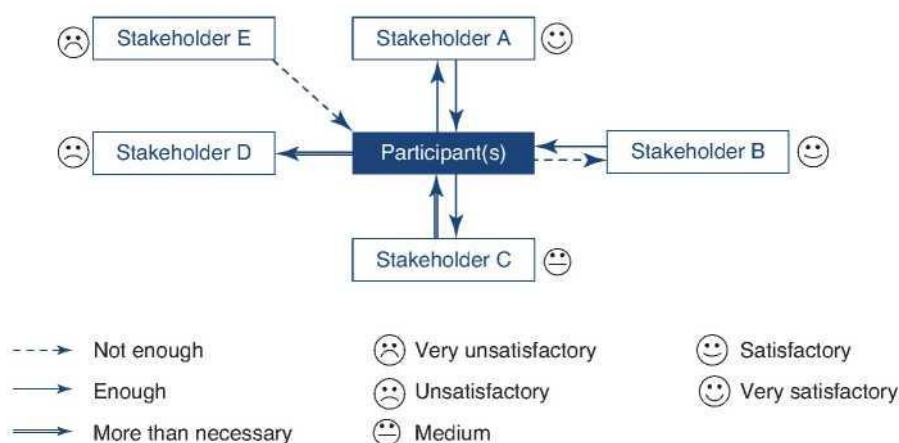 Stakeholder E
Stakeholder A
Stakeholder D
Participant(s)
Stakeholder B
Stakeholder C
Not enough
Very unsatisfactory
Satisfactory
Enough
Unsatisfactory
Very satisfactory
More than necessary
Medium